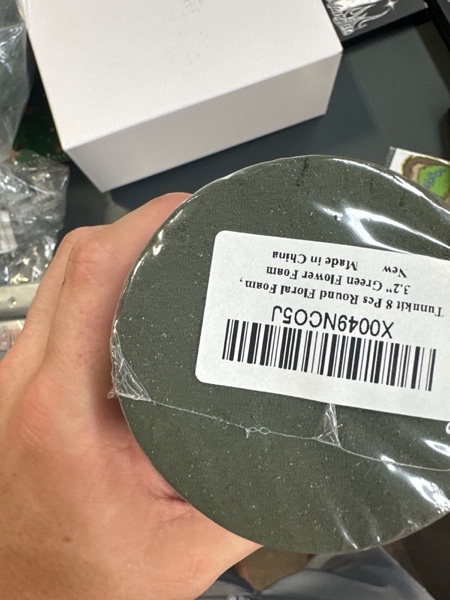 X0049NCO5J
Tunnkit 8 Pcs Round Floral Foam,
3.2" Green Flower Foam
New Made in China